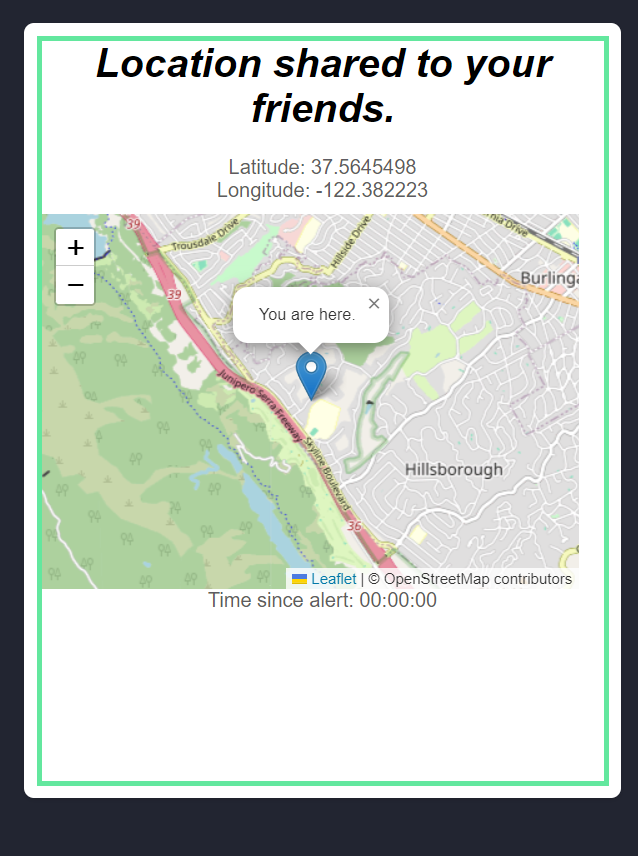 Location shared to your
friends.
Latitude: 37.5645498
Longitude: -122.382223
39
Trousdale Drive
Hillside Drive
+
−
39
Burlinga
You are here.
×
Junipero Serra Freeway
Skyline Boulevard
Hillsborough
36
Leaflet | © OpenStreetMap contributors
Time since alert: 00:00:00